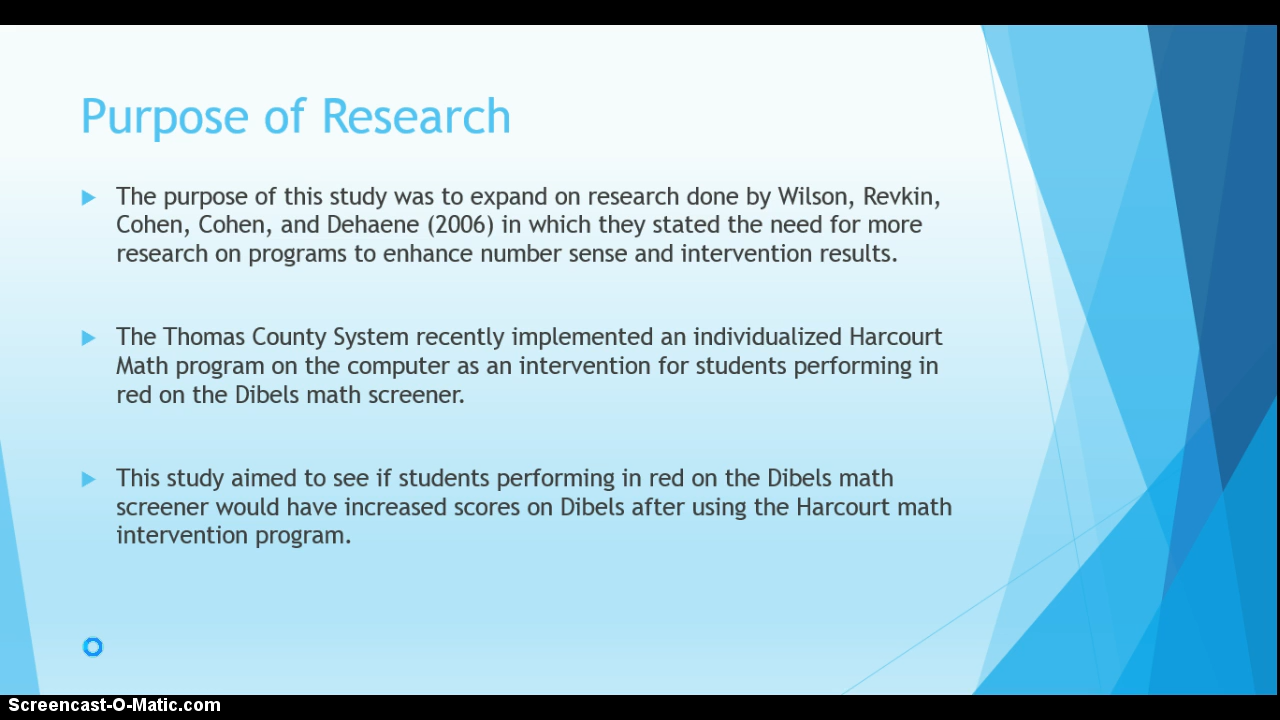 Purpose of Research
The purpose of this study was to expand on research done by Wilson, Revkin,
Cohen, Cohen, and Dehaene (2006) in which they stated the need for more
research on programs to enhance number sense and intervention results.
The Thomas County System recently implemented an individualized Harcourt
Math program on the computer as an intervention for students performing in
red on the Dibels math screener.
This study aimed to see if students performing in red on the Dibels math
screener would have increased scores on Dibels after using the Harcourt math
intervention program.
Screencast-O-Matic.com